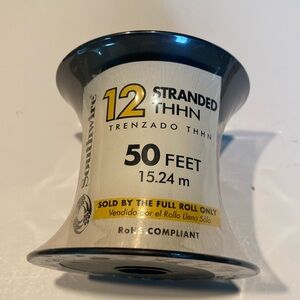 Southwire
12 STRANDED
THHN
TRENZADO THHN
50 FEET
15.24 m
SOLD BY THE FULL ROLL ONLY
Vendido por el Rollo Lleno Sólo
RoHS COMPLIANT